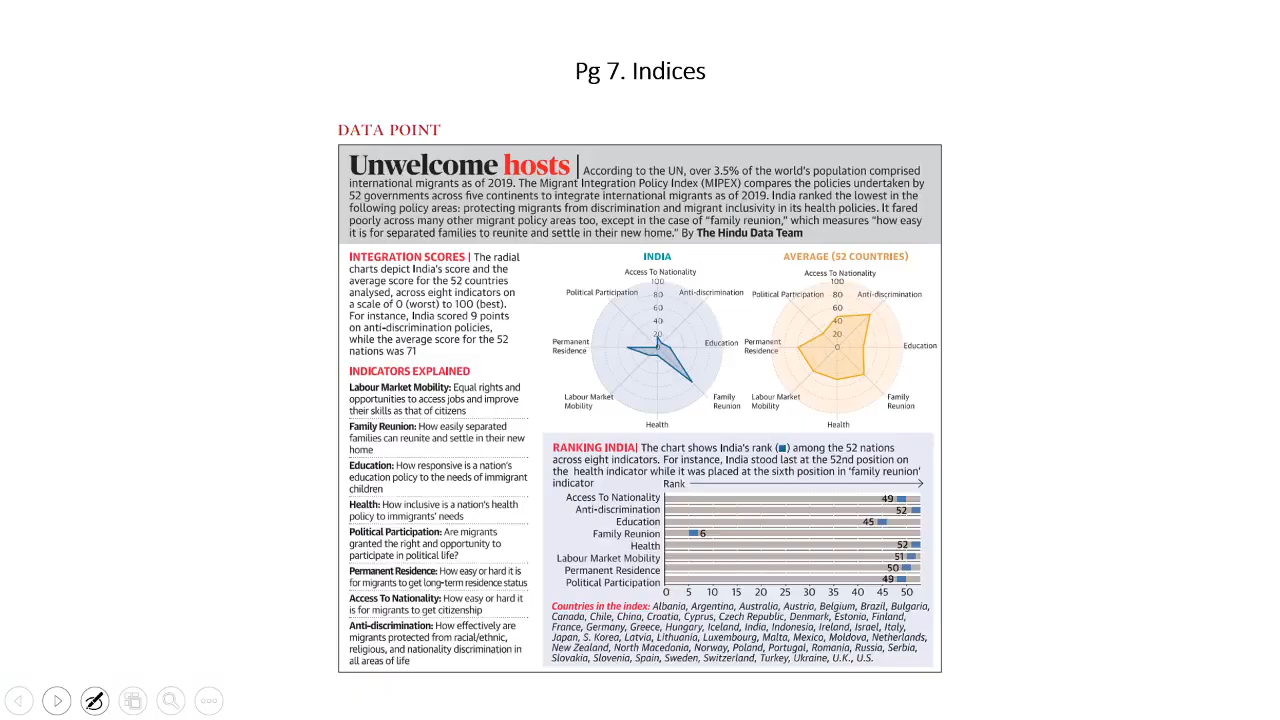 Pg 7. Indices
DATA POINT
Unwelcome hosts | According to the UN, over 3.5% of the world's population comprised
international migrants as of 2019. The Migrant Integration Policy Index (MIPEX) compares the policies undertaken by
52 governments across five continents to integrate international migrants as of 2019. India ranked the lowest in the
following policy areas: protecting migrants from discrimination and migrant inclusivity in its health policies. It fared
poorly across many other migrant policy areas too, except in the case of "family reunion," which measures "how easy
it is for separated families to reunite and settle in their new home." By The Hindu Data Team
INTEGRATION SCORES | The radial
charts depict India's score and the
average score for the 52 countries
analysed, across eight indicators on
a scale of 0 (worst) to 100 (best).
For instance, India scored 9 points
on anti-discrimination policies,
while the average score for the 52
nations was 71
INDICATORS EXPLAINED
Labour Market Mobility: Equal rights and
opportunities to access jobs and improve
their skills as that of citizens
Family Reunion: How easily separated
families can reunite and settle in their new
home
Education: How responsive is a nation's
education policy to the needs of immigrant
children
Health: How inclusive is a nation's health
policy to immigrants' needs
Political Participation: Are migrants
granted the right and opportunity to
participate in political life?
Permanent Residence: How easy or hard it is
for migrants to get long-term residence status
Access To Nationality: How easy or hard it
is for migrants to get citizenship
Anti-discrimination: How effectively are
migrants protected from racial/ethnic,
religious, and nationality discrimination in
all areas of life
INDIA
Access To Nationality
100
Political Participation
80
Anti-discrimination
60
40
20
Permanent
Residence
0
Education
Labour Market
Mobility
Family
Reunion
Health
AVERAGE (52 COUNTRIES)
Access To Nationality
100
Political Participation
80
Anti-discrimination
60
40
20
Permanent
Residence
0
Education
Labour Market
Mobility
Family
Reunion
Health
RANKING INDIA| The chart shows India's rank (■) among the 52 nations
across eight indicators. For instance, India stood last at the 52nd position on
the health indicator while it was placed at the sixth position in 'family reunion'
indicator
Rank
Access To Nationality 49
Anti-discrimination 52
Education 45
Family Reunion 6
Health 52
Labour Market Mobility 51
Permanent Residence 50
Political Participation 49
0 5 10 15 20 25 30 35 40 45 50
Countries in the index: Albania, Argentina, Australia, Austria, Belgium, Brazil, Bulgaria,
Canada, Chile, China, Croatia, Cyprus, Czech Republic, Denmark, Estonia, Finland,
France, Germany, Greece, Hungary, Iceland, India, Indonesia, Ireland, Israel, Italy,
Japan, S. Korea, Latvia, Lithuania, Luxembourg, Malta, Mexico, Moldova, Netherlands,
New Zealand, North Macedonia, Norway, Poland, Portugal, Romania, Russia, Serbia,
Slovakia, Slovenia, Spain, Sweden, Switzerland, Turkey, Ukraine, U.K., U.S.